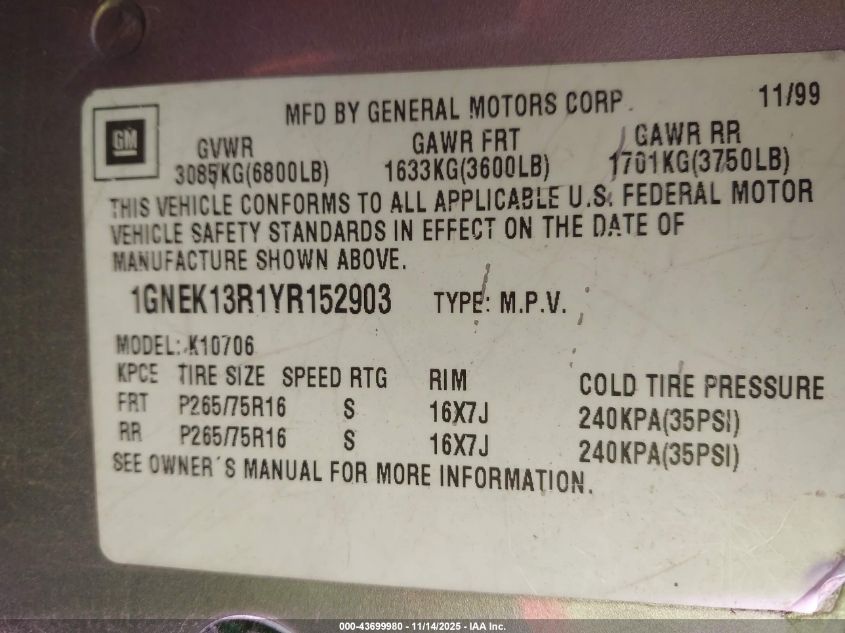 MFD BY GENERAL MOTORS CORP. 11/99
GM
GVWR GAWR FRT GAWR RR
3085KG(6800LB) 1633KG(3600LB) 1701KG(3750LB)
THIS VEHICLE CONFORMS TO ALL APPLICABLE U.S. FEDERAL MOTOR
VEHICLE SAFETY STANDARDS IN EFFECT ON THE DATE OF
MANUFACTURE SHOWN ABOVE.
1GNEK13R1YR152903 TYPE: M.P.V.
MODEL: K10706
KPCE TIRE SIZE SPEED RTG RIM COLD TIRE PRESSURE
FRT P265/75R16 S 16X7J 240KPA(35PSI)
RR P265/75R16 S 16X7J 240KPA(35PSI)
SEE OWNER'S MANUAL FOR MORE INFORMATION.
000-43699980 - 11/14/2025 - IAA Inc.